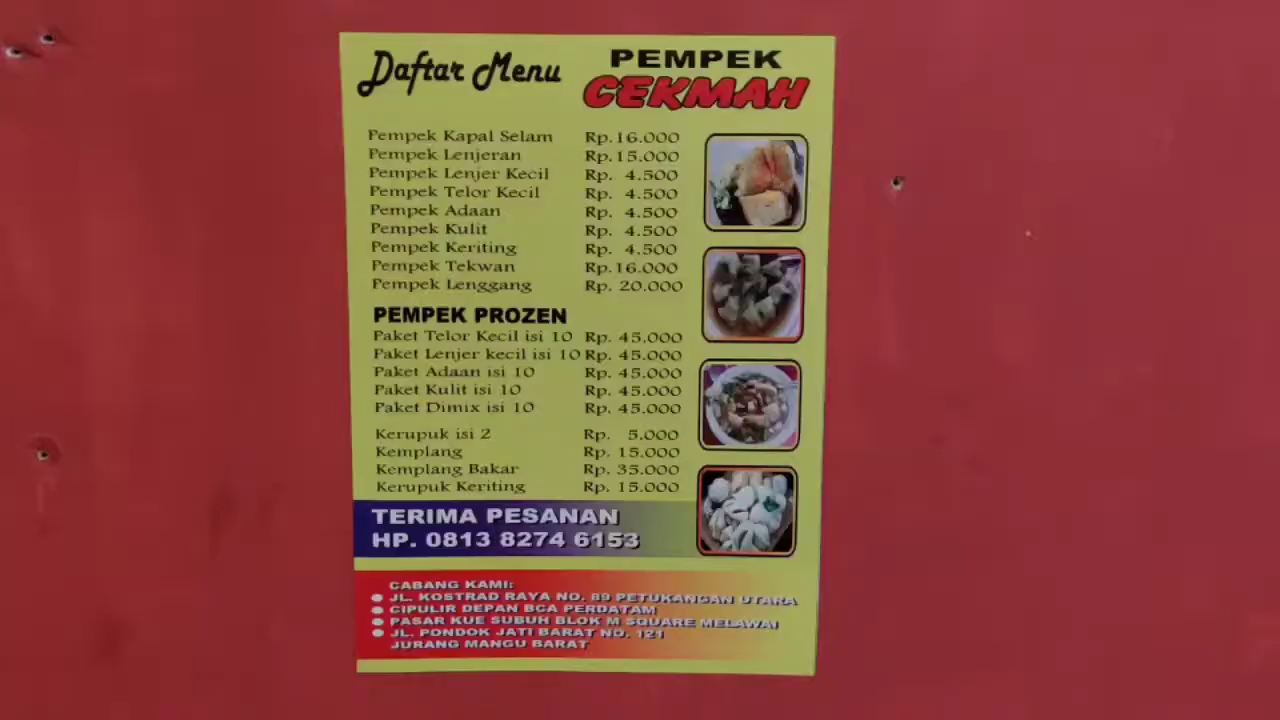 Daftar Menu
PEMPEK
CEKMAH
Pempek Kapal Selam Rp. 16.000
Pempek Lenjeran Rp. 15.000
Pempek Lenjer Kecil Rp. 4.500
Pempek Telor Kecil Rp. 4.500
Pempek Adaan Rp. 4.500
Pempek Kulit Rp. 4.500
Pempek Keriting Rp. 4.500
Pempek Tekwan Rp. 16.000
Pempek Lenggang Rp. 20.000
PEMPEK PROZEN
Paket Telor Kecil isi 10 Rp. 45.000
Paket Lenjer kecil isi 10 Rp. 45.000
Paket Adaan isi 10 Rp. 45.000
Paket Kulit isi 10 Rp. 45.000
Paket Dimix isi 10 Rp. 45.000
Kerupuk isi 2 Rp. 5.000
Kemplang Rp. 15.000
Kemplang Bakar Rp. 35.000
Kerupuk Keriting Rp. 15.000
TERIMA PESANAN
HP. 0813 8274 6153
CABANG KAMI:
● JL. KOSTRAD RAYA NO. 89 PETUKANGAN UTARA
● CIPULIR DEPAN BCA PERDATAM
● PASAR KUE SUBUH BLOK M SQUARE MELAWAI
● JL. PONDOK JATI BARAT NO. 121
JURANG MANGU BARAT